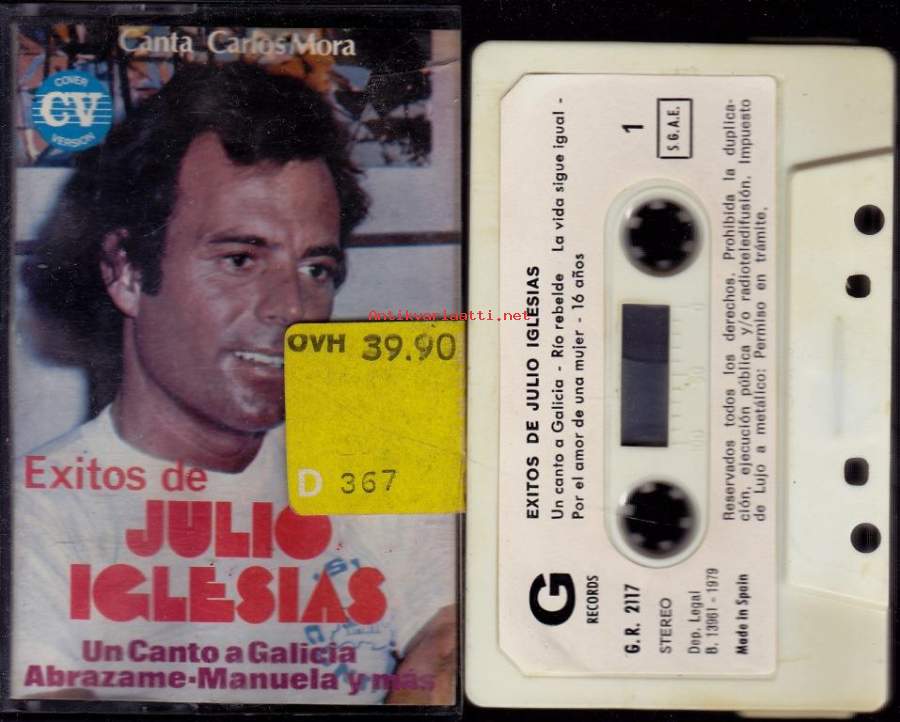 Canta Carlos Mora
COVER
CV
VERSION
Antikvariaatti.net
OVH 39.90
D 367
Exitos de
JULIO
IGLESIAS
Un Canto a Galicia
Abrazame·Manuela y más
EXITOS DE JULIO IGLESIAS
Un canto a Galicia - Río rebelde La vida sigue igual -
Por el amor de una mujer - 16 años
1
S.G.A.E.
G
RECORDS
G. R. 2117
STEREO
Dep. Legal
B. 13961 - 1979
Made in Spain
Reservados todos los derechos. Prohibida la duplica-
ción, ejecución pública y/o radioteledifusión. Impuesto
de Lujo a metálico: Permiso en trámite.